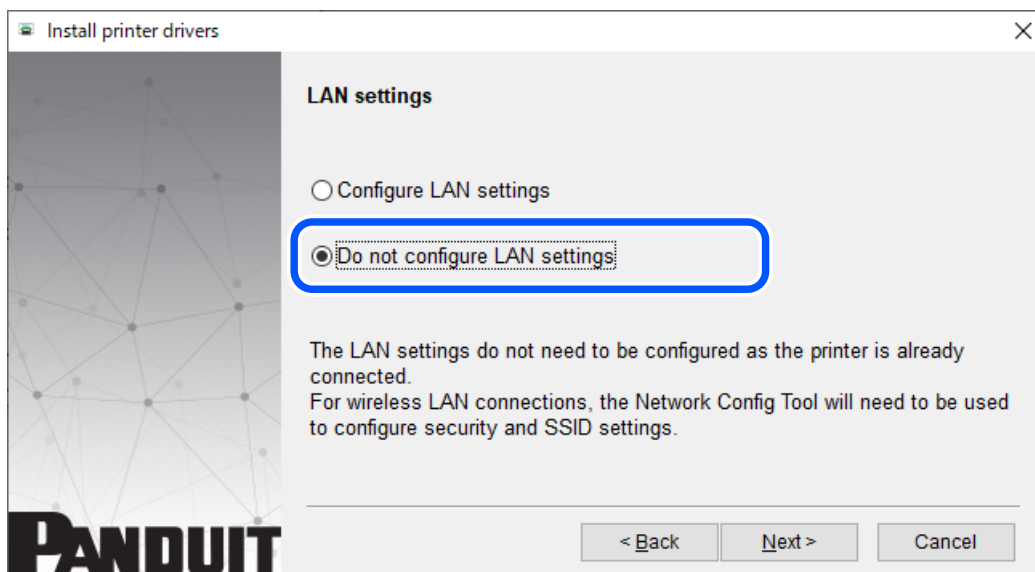 Install printer drivers
LAN settings
Configure LAN settings
Do not configure LAN settings
The LAN settings do not need to be configured as the printer is already
connected.
For wireless LAN connections, the Network Config Tool will need to be used
to configure security and SSID settings.
PANDUIT
< Back
Next >
Cancel